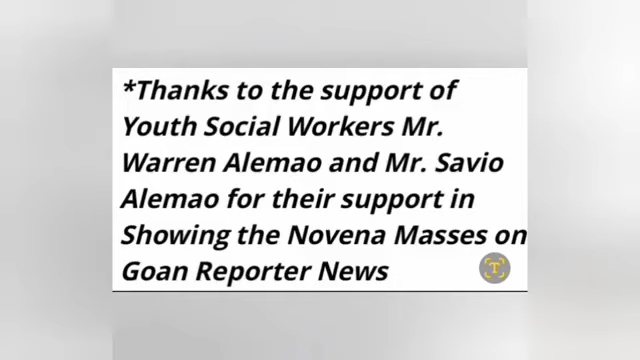 *Thanks to the support of
Youth Social Workers Mr.
Warren Alemao and Mr. Savio
Alemao for their support in
Showing the Novena Masses on
Goan Reporter News
T